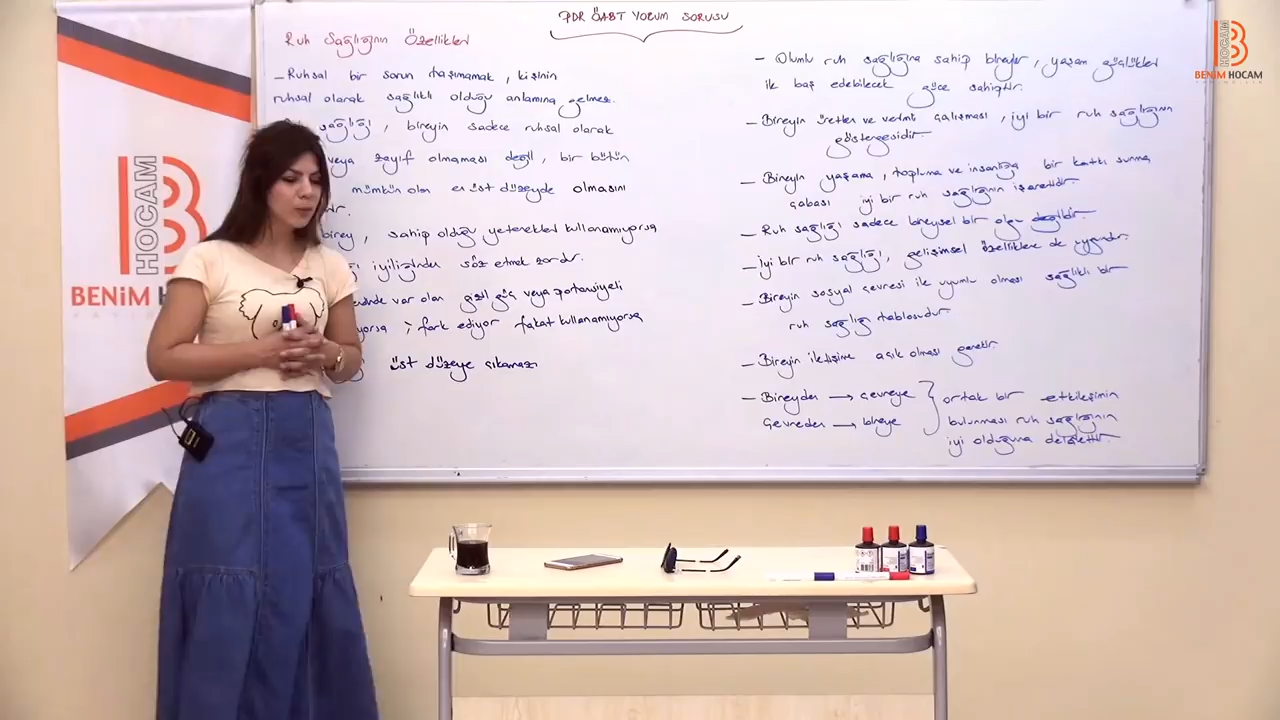 PDR ÖABT YORUM SORUSU
Ruh Sağlığının Özellikleri
- Ruhsal bir sorun taşımamak, kişinin
ruhsal olarak sağlıklı olduğu anlamına gelmez.
sağlığı, bireyin sadece ruhsal olarak
veya zayıf olmaması değil, bir bütün
mümkün olan en üst düzeyde olmasını
birey, sahip olduğu yetenekleri kullanamıyorsa
iyiliğinden söz etmek zordur.
var olan gizil güç veya potansiyeli
fark ediyor fakat kullanamıyorsa
üst düzeye çıkamaz
- Olumlu ruh sağlığına sahip bireyler, yaşam güçlükleri
ile baş edebilecek güce sahiptir.
- Bireyin üretken ve verimli çalışması, iyi bir ruh sağlığının
göstergesidir.
- Bireyin yaşama, topluma ve insanlığa bir katkı sunma
çabası iyi bir ruh sağlığının işaretidir.
- Ruh sağlığı sadece bireysel bir olgu değildir.
- İyi bir ruh sağlığı, gelişimsel özelliklere de uygundur.
- Bireyin sosyal çevresi ile uyumlu olması sağlıklı bir
ruh sağlığı tablosudur.
- Bireyin iletişime açık olması gerekir
- Bireyden → çevreye } ortak bir etkileşimin
Çevreden → bireye bulunması ruh sağlığının
iyi olduğuna delalettir.
BENİM HOCAM
HOCAM
BENİM
HOCAM